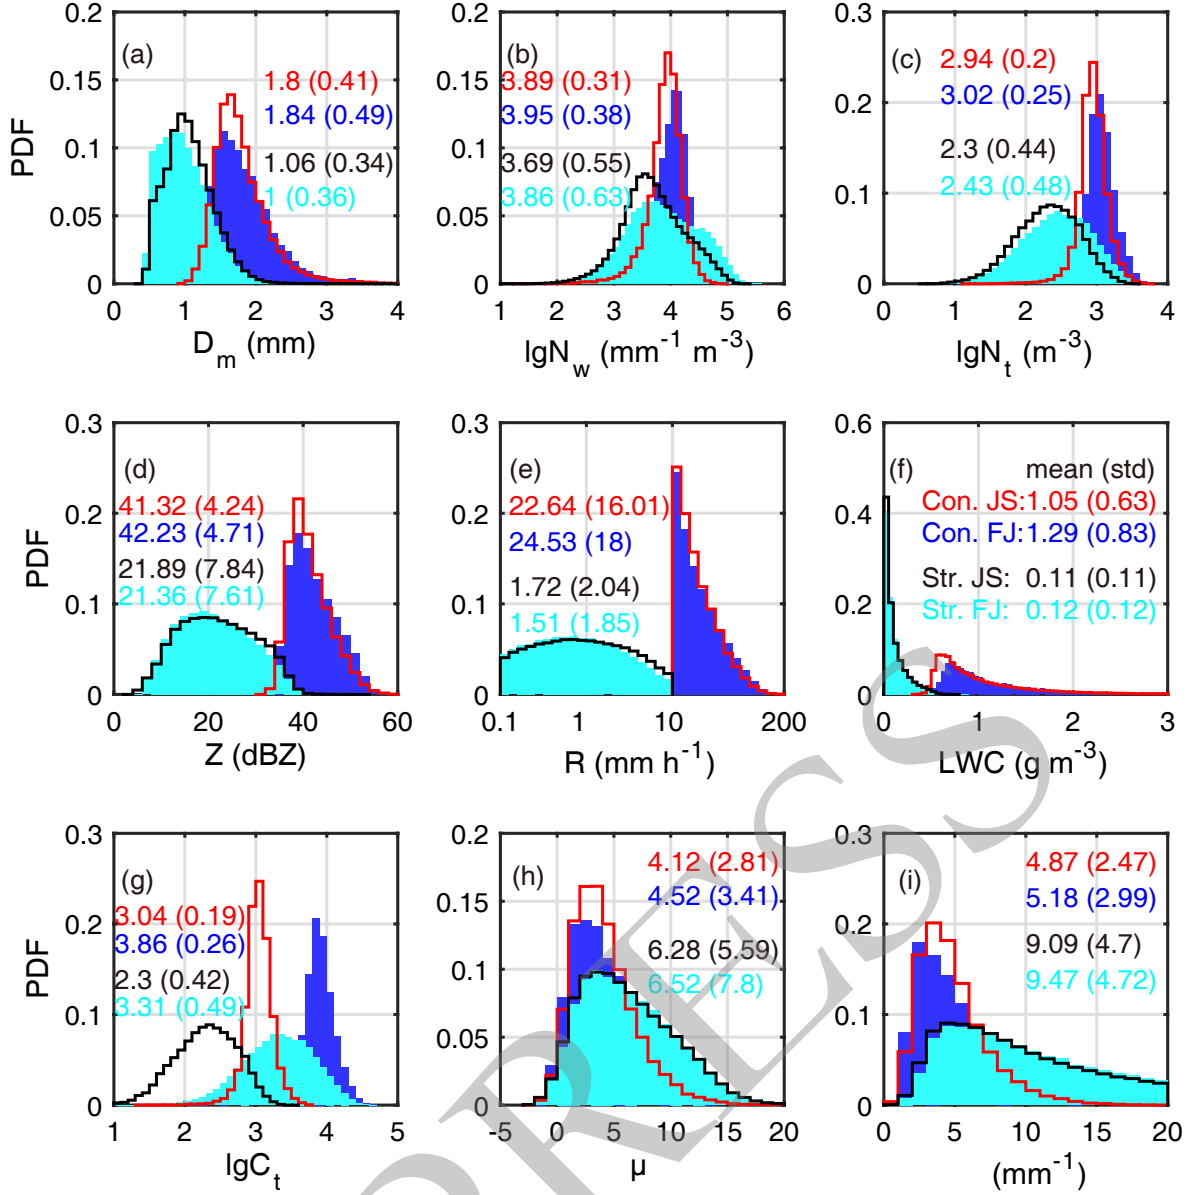 0.2
0.15
0.1
0.05
0
PDF
(a)
1.8 (0.41)
1.84 (0.49)
1.06 (0.34)
1 (0.36)
0 1 2 3 4
D_m (mm)
0.2
0.15
0.1
0.05
0
(b)
3.89 (0.31)
3.95 (0.38)
3.69 (0.55)
3.86 (0.63)
1 2 3 4 5 6
lgN_w (mm^-1 m^-3)
0.3
0.2
0.1
0
(c)
2.94 (0.2)
3.02 (0.25)
2.3 (0.44)
2.43 (0.48)
0 1 2 3 4
lgN_t (m^-3)
0.3
0.2
0.1
0
PDF
(d)
41.32 (4.24)
42.23 (4.71)
21.89 (7.84)
21.36 (7.61)
0 20 40 60
Z (dBZ)
0.3
0.2
0.1
0
(e)
22.64 (16.01)
24.53 (18)
1.72 (2.04)
1.51 (1.85)
0.1 1 10 200
R (mm h^-1)
0.6
0.4
0.2
0
(f)
mean (std)
Con. JS:1.05 (0.63)
Con. FJ:1.29 (0.83)
Str. JS: 0.11 (0.11)
Str. FJ: 0.12 (0.12)
0 1 2 3
LWC (g m^-3)
0.3
0.2
0.1
0
PDF
(g)
3.04 (0.19)
3.86 (0.26)
2.3 (0.42)
3.31 (0.49)
1 2 3 4 5
lgC_t
0.2
0.15
0.1
0.05
0
(h)
4.12 (2.81)
4.52 (3.41)
6.28 (5.59)
6.52 (7.8)
-5 0 5 10 15 20
μ
0.3
0.2
0.1
0
(i)
4.87 (2.47)
5.18 (2.99)
9.09 (4.7)
9.47 (4.72)
0 5 10 15 20
(mm^-1)
PRESS